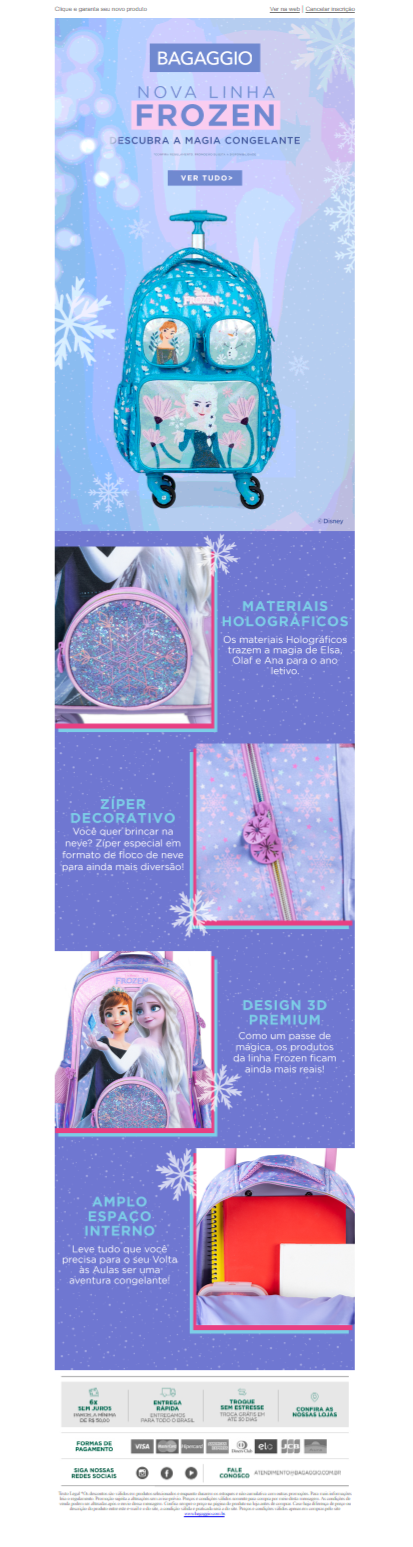 Clique e garanta seu novo produto
Ver na web | Cancelar inscrição
BAGAGGIO
NOVA LINHA
FROZEN
DESCUBRA A MAGIA CONGELANTE
VER TUDO>
FROZEN
©Disney
MATERIAIS
HOLOGRÁFICOS
Os materiais Holográficos
trazem a magia de Elsa,
Olaf e Ana para o ano
letivo.
ZÍPER
DECORATIVO
Você quer brincar na
neve? Zíper especial em
formato de floco de neve
para ainda mais diversão!
FROZEN
DESIGN 3D
PREMIUM
Como um passe de
mágica, os produtos
da linha Frozen ficam
ainda mais reais!
AMPLO
ESPAÇO
INTERNO
Leve tudo que você
precisa para o seu Volta
às Aulas ser uma
aventura congelante!
6X
SEM JUROS
PARCELA MÍNIMA
DE R$ 50,00
ENTREGA
RÁPIDA
ENTREGAMOS
PARA TODO O BRASIL
TROQUE
SEM ESTRESSE
TROCA GRÁTIS EM
ATÉ 30 DIAS
CONFIRA AS
NOSSAS LOJAS
FORMAS DE
PAGAMENTO
VISA
Hipercard
Diners Club
elo
JCB
SIGA NOSSAS
REDES SOCIAIS
FALE
CONOSCO
ATENDIMENTO@BAGAGGIO.COM.BR
www.bagaggio.com.br